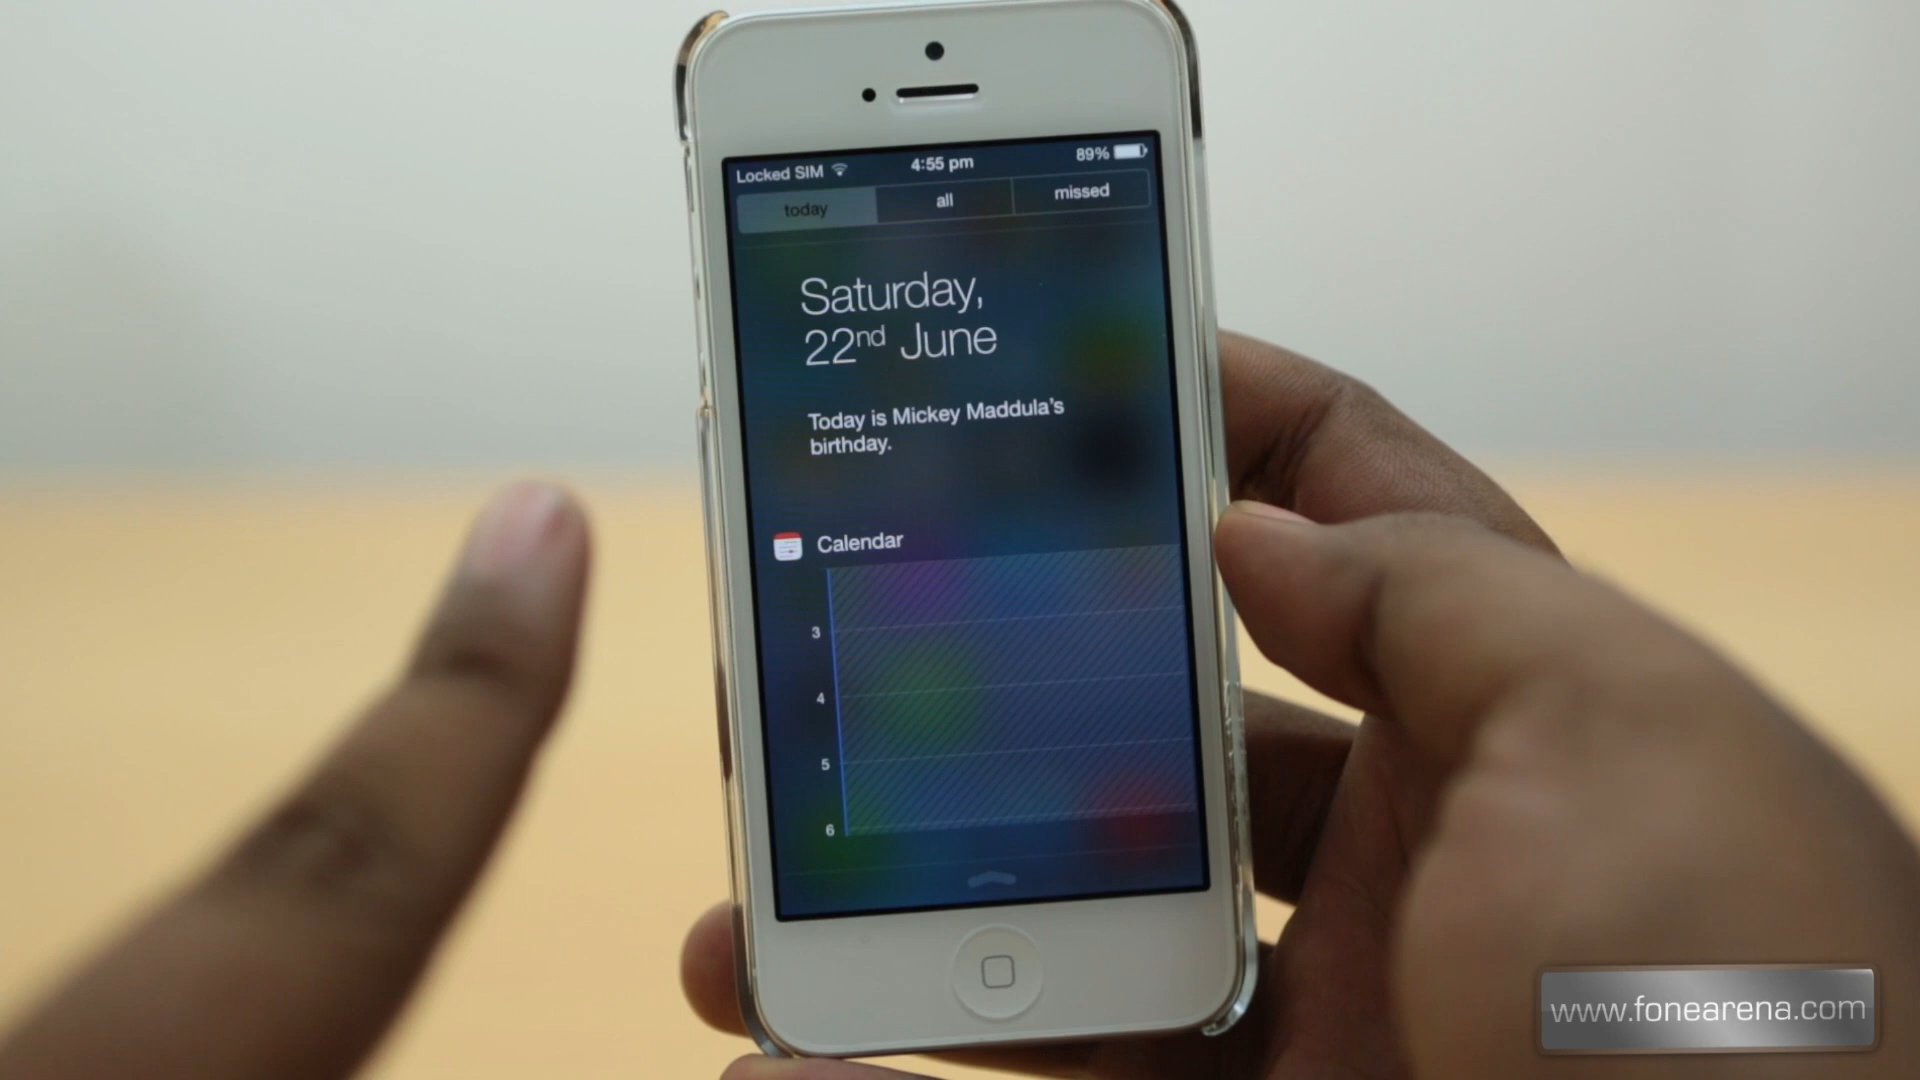 Locked SIM 4:55 pm 89%
today all missed
Saturday,
22nd June
Today is Mickey Maddula's
birthday.
Calendar
3
4
5
6
www.fonearena.com